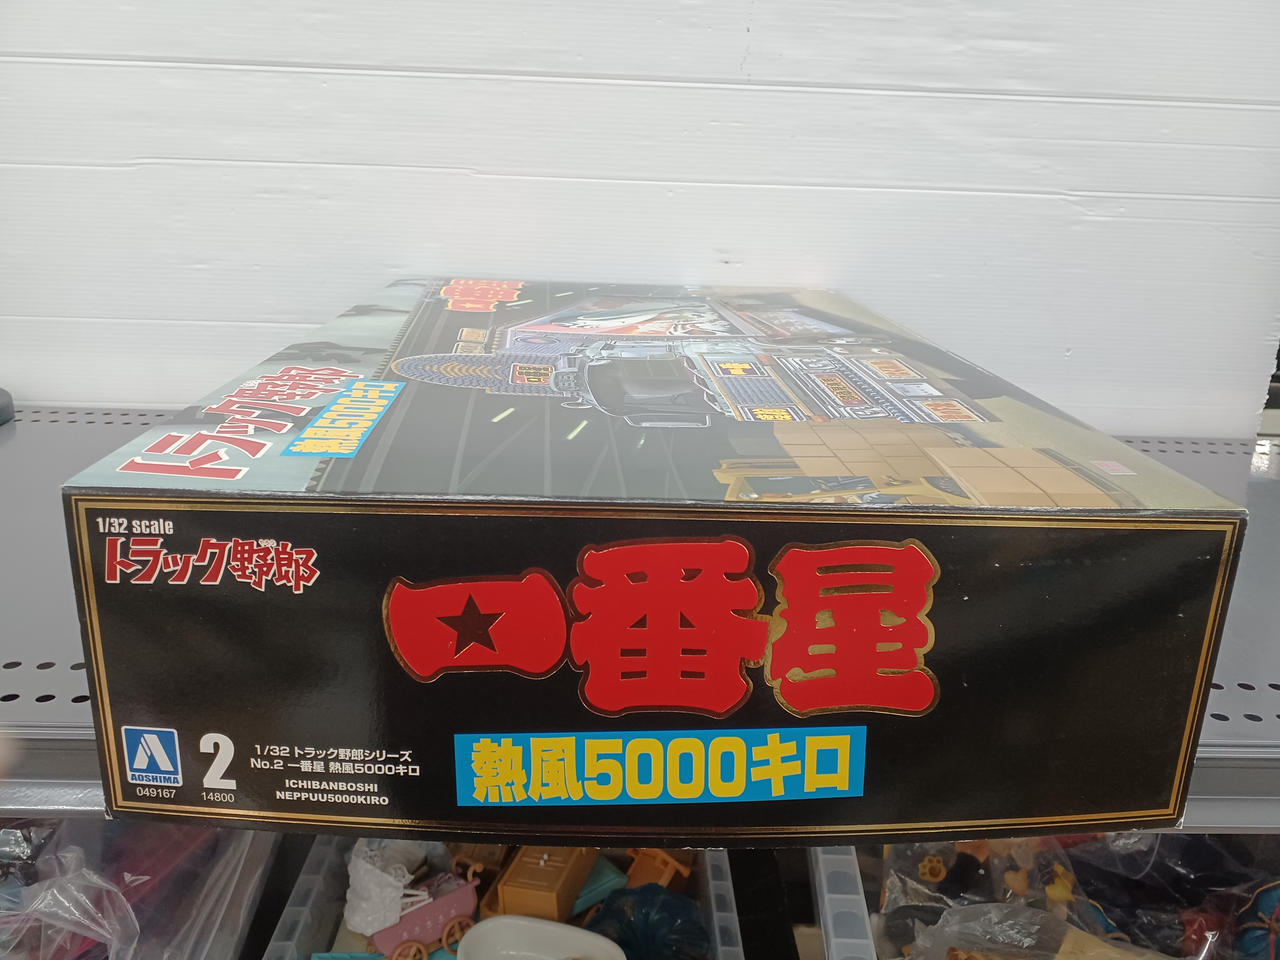 トラック野郎
熱風5000キロ
1/32 scale
トラック野郎
一番星
熱風5000キロ
AOSHIMA
049167
2
14800
1/32 トラック野郎シリーズ
No.2 一番星 熱風5000キロ
ICHIBANBOSHI
NEPPUU5000KIRO